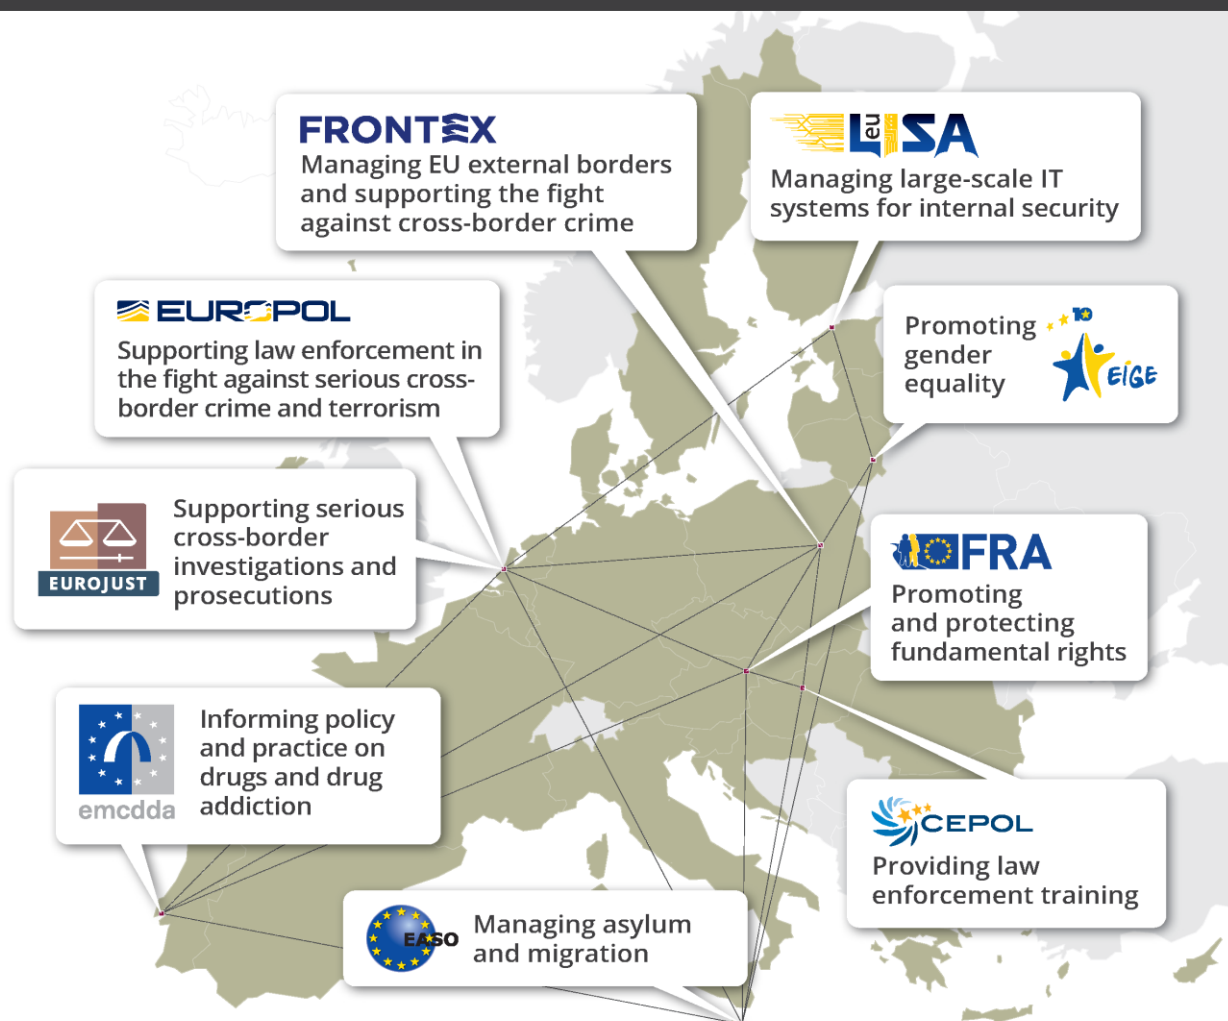 FRONTEX
Managing EU external borders
and supporting the fight
against cross-border crime
eu LISA
Managing large-scale IT
systems for internal security
EUROPOL
Supporting law enforcement in
the fight against serious cross-
border crime and terrorism
Promoting
gender
equality
10
EIGE
EUROJUST
Supporting serious
cross-border
investigations and
prosecutions
FRA
Promoting
and protecting
fundamental rights
emcdda
Informing policy
and practice on
drugs and drug
addiction
CEPOL
Providing law
enforcement training
EASO
Managing asylum
and migration